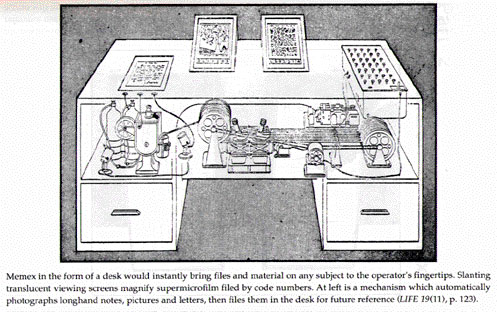 Memex in the form of a desk would instantly bring files and material on any subject to the operator's fingertips. Slanting
translucent viewing screens magnify supermicrofilm filed by code numbers. At left is a mechanism which automatically
photographs longhand notes, pictures and letters, then files them in the desk for future reference (LIFE 19(11), p. 123).